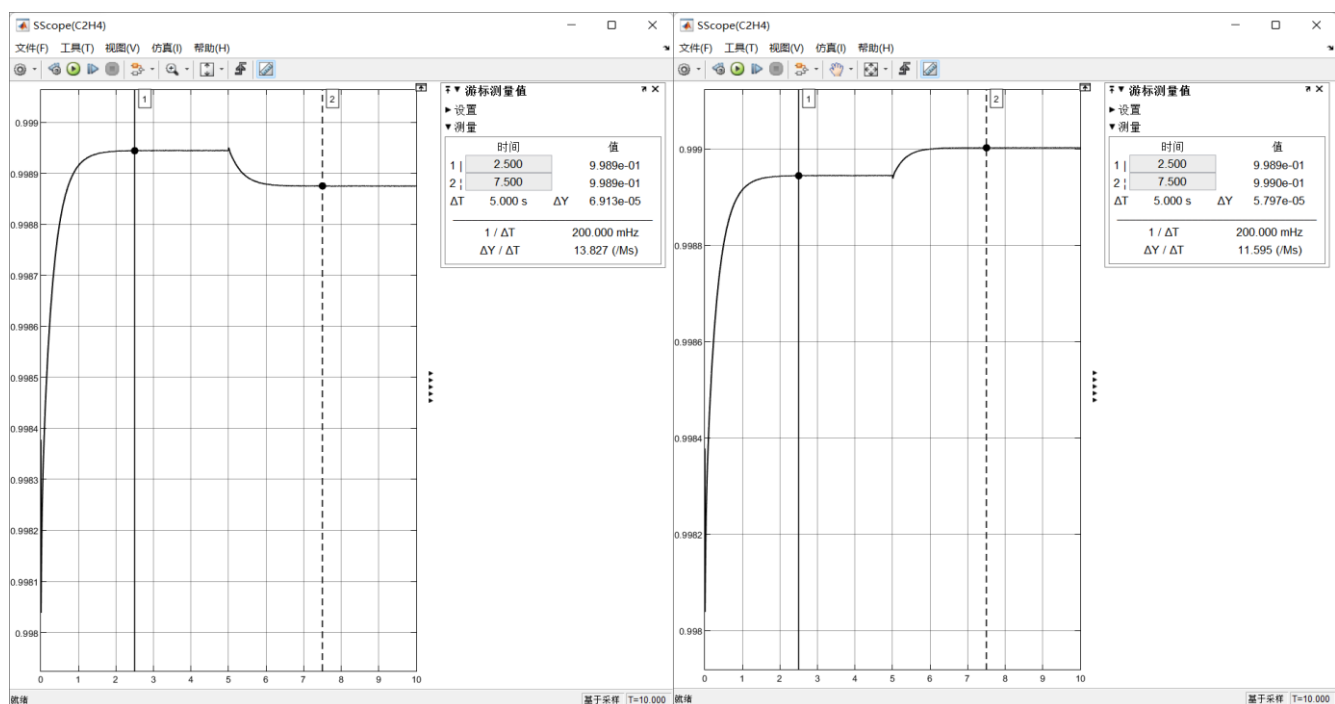 SScope(C2H4)
文件(F) 工具(T) 视图(V) 仿真(I) 帮助(H)
1
2
0.999
0.9989
0.9988
0.9987
0.9986
0.9985
0.9984
0.9983
0.9982
0.9981
0.998
0 1 2 3 4 5 6 7 8 9 10
游标测量值
设置
测量
时间 值
1 | 2.500 9.989e-01
2 ¦ 7.500 9.989e-01
ΔT 5.000 s ΔY 6.913e-05
1 / ΔT 200.000 mHz
ΔY / ΔT 13.827 (/Ms)
就绪
基于采样 T=10.000
SScope(C2H4)
文件(F) 工具(T) 视图(V) 仿真(I) 帮助(H)
1
2
0.999
0.9988
0.9986
0.9984
0.9982
0.998
0 1 2 3 4 5 6 7 8 9 10
游标测量值
设置
测量
时间 值
1 | 2.500 9.989e-01
2 ¦ 7.500 9.990e-01
ΔT 5.000 s ΔY 5.797e-05
1 / ΔT 200.000 mHz
ΔY / ΔT 11.595 (/Ms)
就绪
基于采样 T=10.000